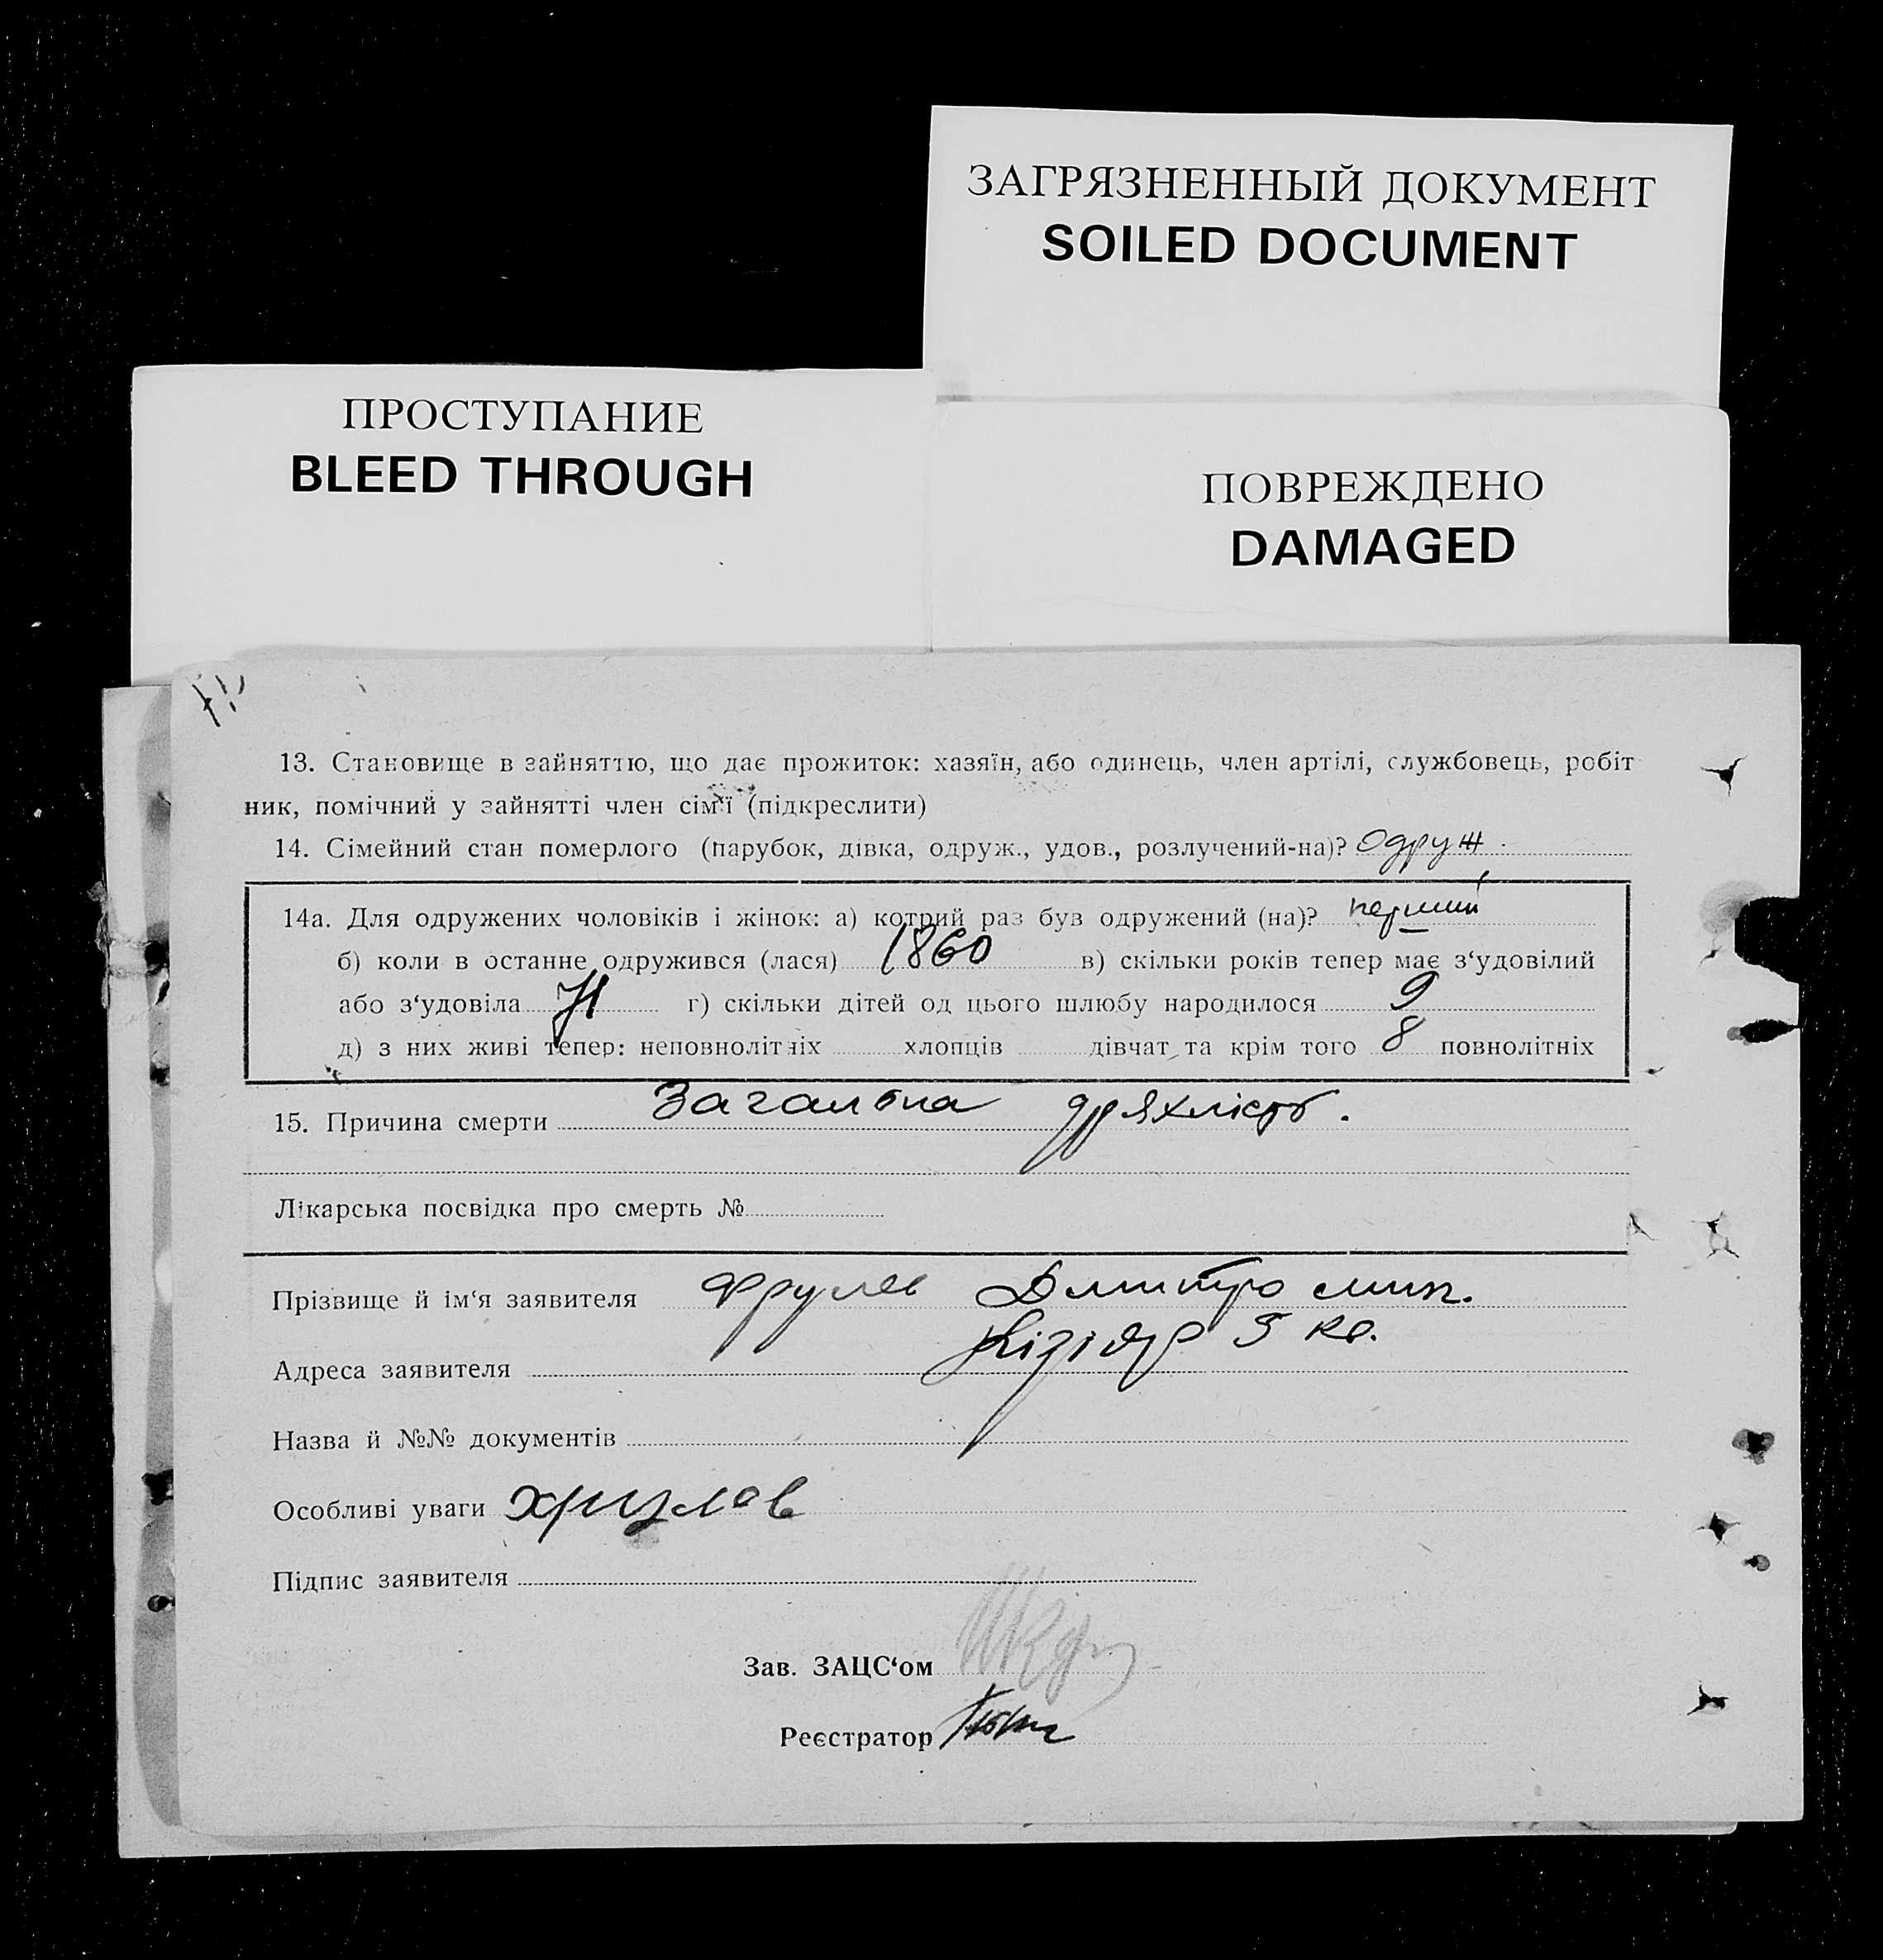 ЗАГРЯЗНЕННЫЙ ДОКУМЕНТ
SOILED DOCUMENT
ПРОСТУПАНИЕ
BLEED THROUGH
ПОВРЕЖДЕНО
DAMAGED
13. Становище в зайняттю, що дає прожиток: хазяїн, або одинець, член артілі, службовець, робіт
ник, помічний у зайнятті член сім'ї (підкреслити)
14. Сімейний стан померлого (парубок, дівка, одруж., удов., розлучений-на)? одруж.
14а. Для одружених чоловіків і жінок: а) котрий раз був одружений (на)? перший
б) коли в останнє одружився (лася) 1860 в) скільки років тепер має з‘удовілий
або з‘удовіла 71 г) скільки дітей од цього шлюбу народилося 9
д) з них живі тепер: неповнолітніх хлопців дівчат та крім того 8 повнолітніх
15. Причина смерти Загальна дряхлість.
Лікарська посвідка про смерть №
Прізвище й ім‘я заявителя Дмитро
Адреса заявителя 5 кв.
Назва й №№ документів
Особливі уваги
Підпис заявителя
Зав. ЗАЦС‘ом
Реєстратор